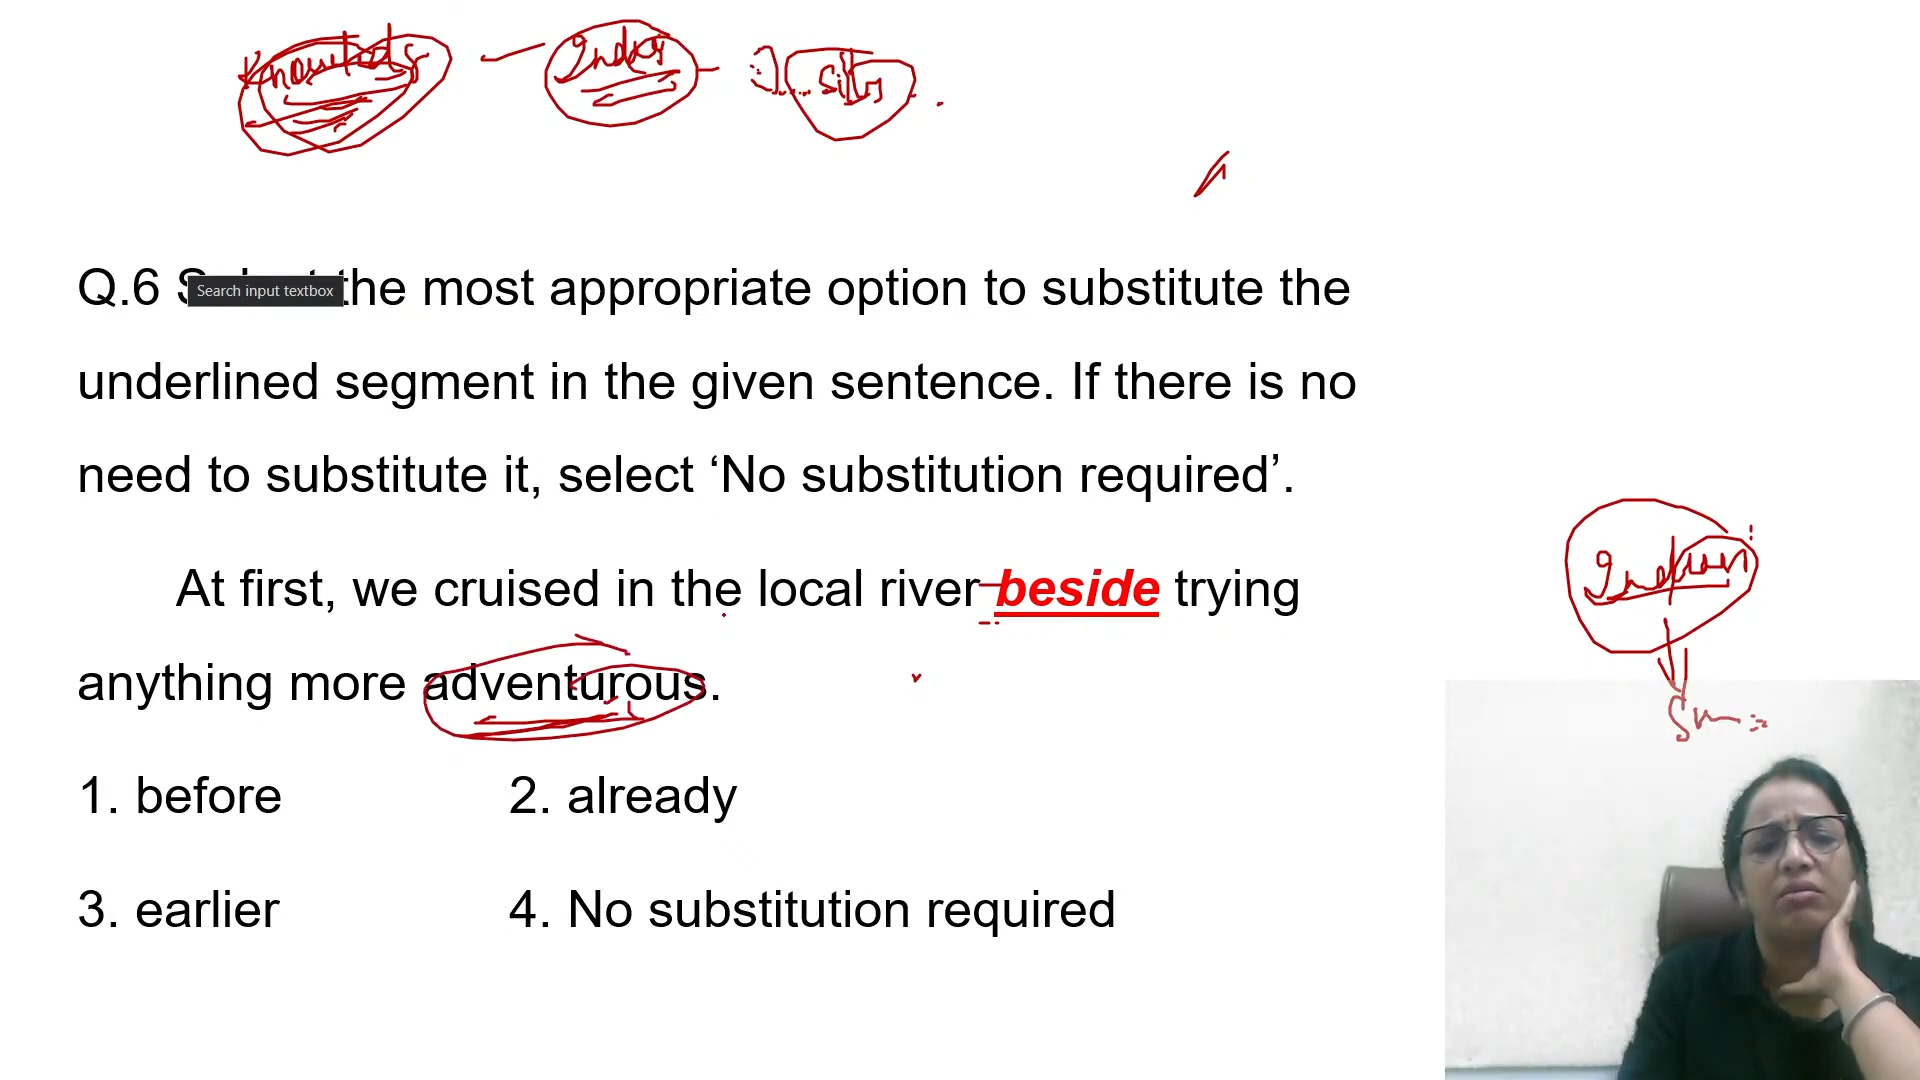 silly
Q.6 Select the most appropriate option to substitute the
Search input textbox
underlined segment in the given sentence. If there is no
need to substitute it, select ‘No substitution required’.
At first, we cruised in the local river beside trying
anything more adventurous.
1. before 2. already
3. earlier 4. No substitution required